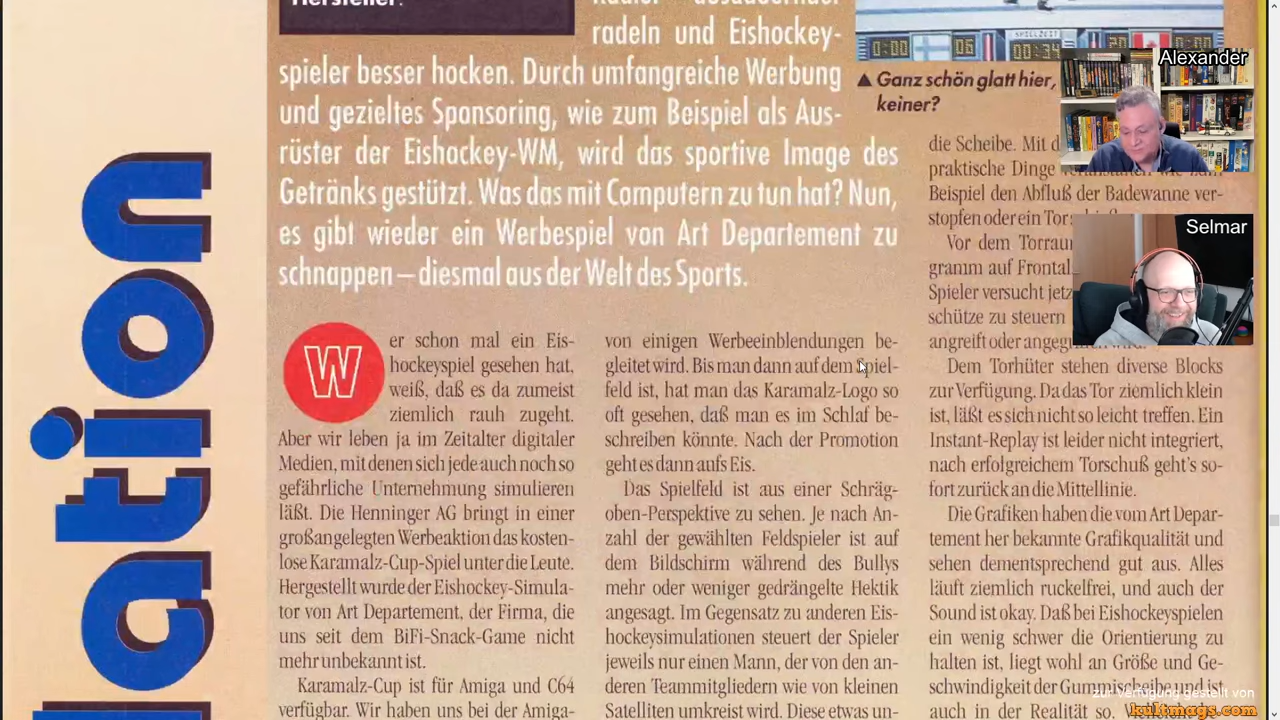 Hersteller.
radeln und Eishockey-
spieler besser hocken. Durch umfangreiche Werbung
und gezieltes Sponsoring, wie zum Beispiel als Aus-
rüster der Eishockey-WM, wird das sportive Image des
Getränks gestützt. Was das mit Computern zu tun hat? Nun,
es gibt wieder ein Werbespiel von Art Departement zu
schnappen – diesmal aus der Welt des Sports.
Wer schon mal ein Eis-
hockeyspiel gesehen hat,
weiß, daß es da zumeist
ziemlich rauh zugeht.
Aber wir leben ja im Zeitalter digitaler
Medien, mit denen sich jede auch noch so
gefährliche Unternehmung simulieren
läßt. Die Henninger AG bringt in einer
großangelegten Werbeaktion das kosten-
lose Karamalz-Cup-Spiel unter die Leute.
Hergestellt wurde der Eishockey-Simula-
tor von Art Departement, der Firma, die
uns seit dem BiFi-Snack-Game nicht
mehr unbekannt ist.
Karamalz-Cup ist für Amiga und C64
verfügbar. Wir haben uns bei der Amiga-
von einigen Werbeeinblendungen be-
gleitet wird. Bis man dann auf dem Spiel-
feld ist, hat man das Karamalz-Logo so
oft gesehen, daß man es im Schlaf be-
schreiben könnte. Nach der Promotion
geht es dann aufs Eis.
Das Spielfeld ist aus einer Schräg-
oben-Perspektive zu sehen. Je nach An-
zahl der gewählten Feldspieler ist auf
dem Bildschirm während des Bullys
mehr oder weniger gedrängelte Hektik
angesagt. Im Gegensatz zu anderen Eis-
hockeysimulationen steuert der Spieler
jeweils nur einen Mann, der von den an-
deren Teammitgliedern wie von kleinen
Satelliten umkreist wird. Diese etwas un-
SPIELZEIT
0:00 06 00:34
▲ Ganz schön glatt hier,
keiner?
die Scheibe. Mit
praktische Dinge
Beispiel den Abfluß der Badewanne ver-
stopfen oder ein
Vor dem Torraum
gramm auf Frontal
Spieler versucht jetzt
schütze zu steuern
angreift oder
Dem Torhüter stehen diverse Blocks
zur Verfügung. Da das Tor ziemlich klein
ist, läßt es sich nicht so leicht treffen. Ein
Instant-Replay ist leider nicht integriert,
nach erfolgreichem Torschuß geht's so-
fort zurück an die Mittellinie.
Die Grafiken haben die vom Art Depar-
tement her bekannte Grafikqualität und
sehen dementsprechend gut aus. Alles
läuft ziemlich ruckelfrei, und auch der
Sound ist okay. Daß bei Eishockeyspielen
ein wenig schwer die Orientierung zu
halten ist, liegt wohl an Größe und Ge-
schwindigkeit der Gummischeibe und ist
auch in der Realität so.
ation
Alexander
Selmar
zur Verfügung gestellt von
kultmags.com